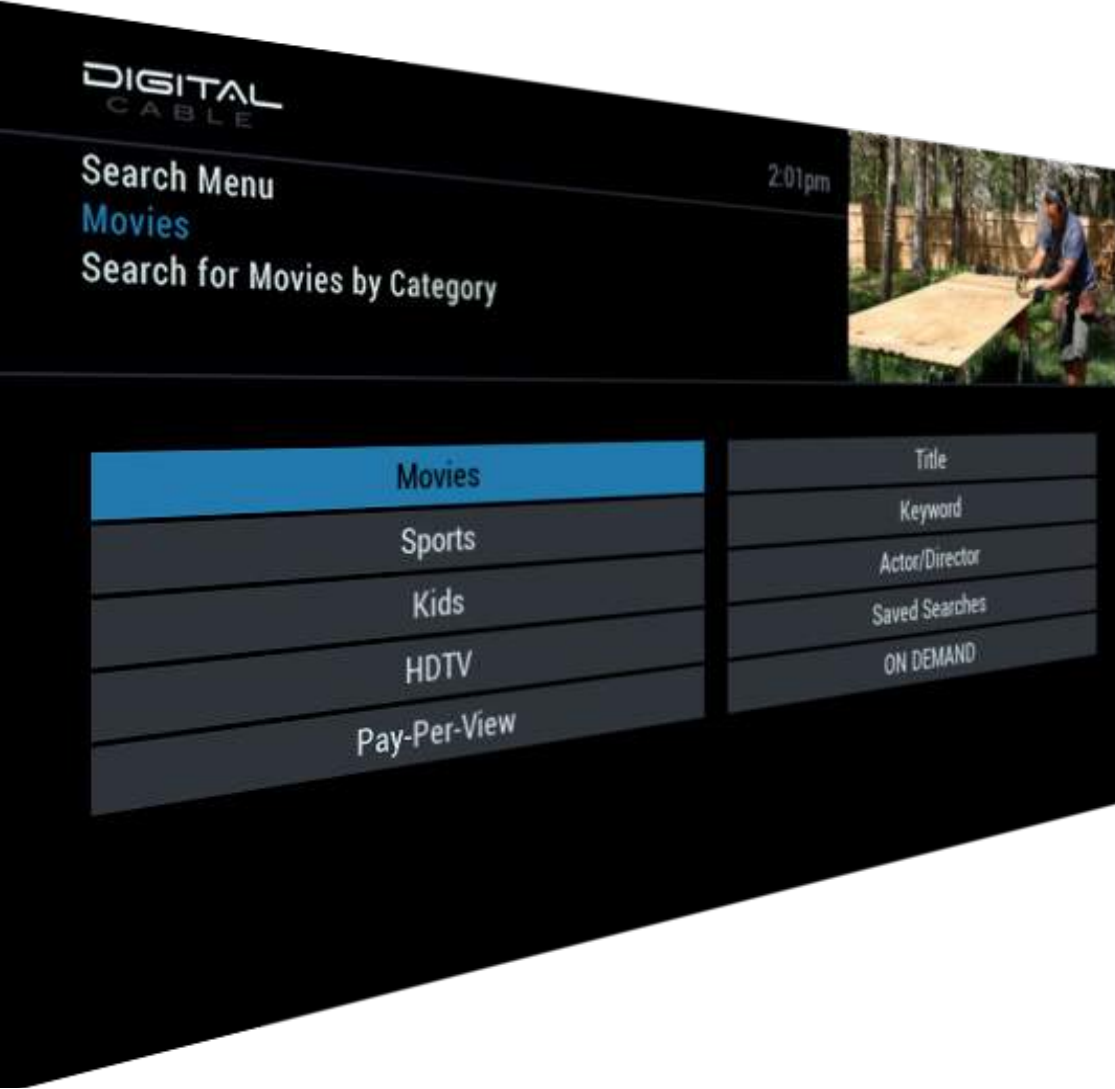 DIGITAL
CABLE
2:01pm
Search Menu
Movies
Search for Movies by Category
Movies
Sports
Kids
HDTV
Pay-Per-View
Title
Keyword
Actor/Director
Saved Searches
ON DEMAND